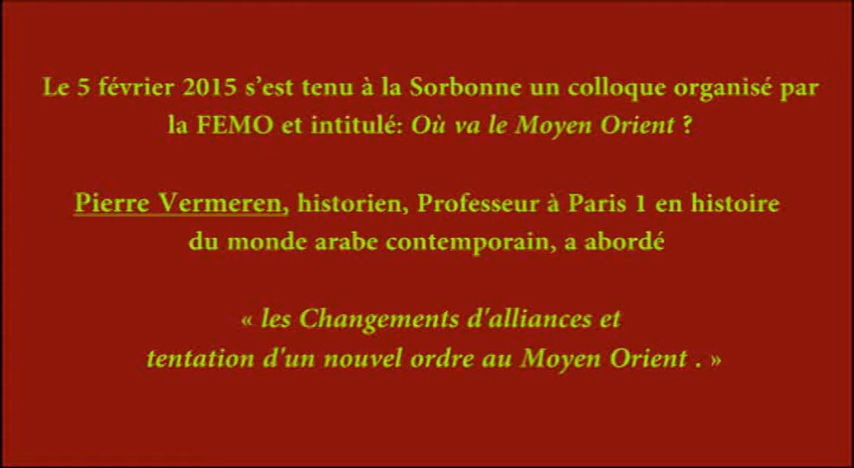 Le 5 février 2015 s’est tenu à la Sorbonne un colloque organisé par
la FEMO et intitulé: Où va le Moyen Orient ?
Pierre Vermeren, historien, Professeur à Paris 1 en histoire
du monde arabe contemporain, a abordé
« les Changements d'alliances et
tentation d'un nouvel ordre au Moyen Orient . »